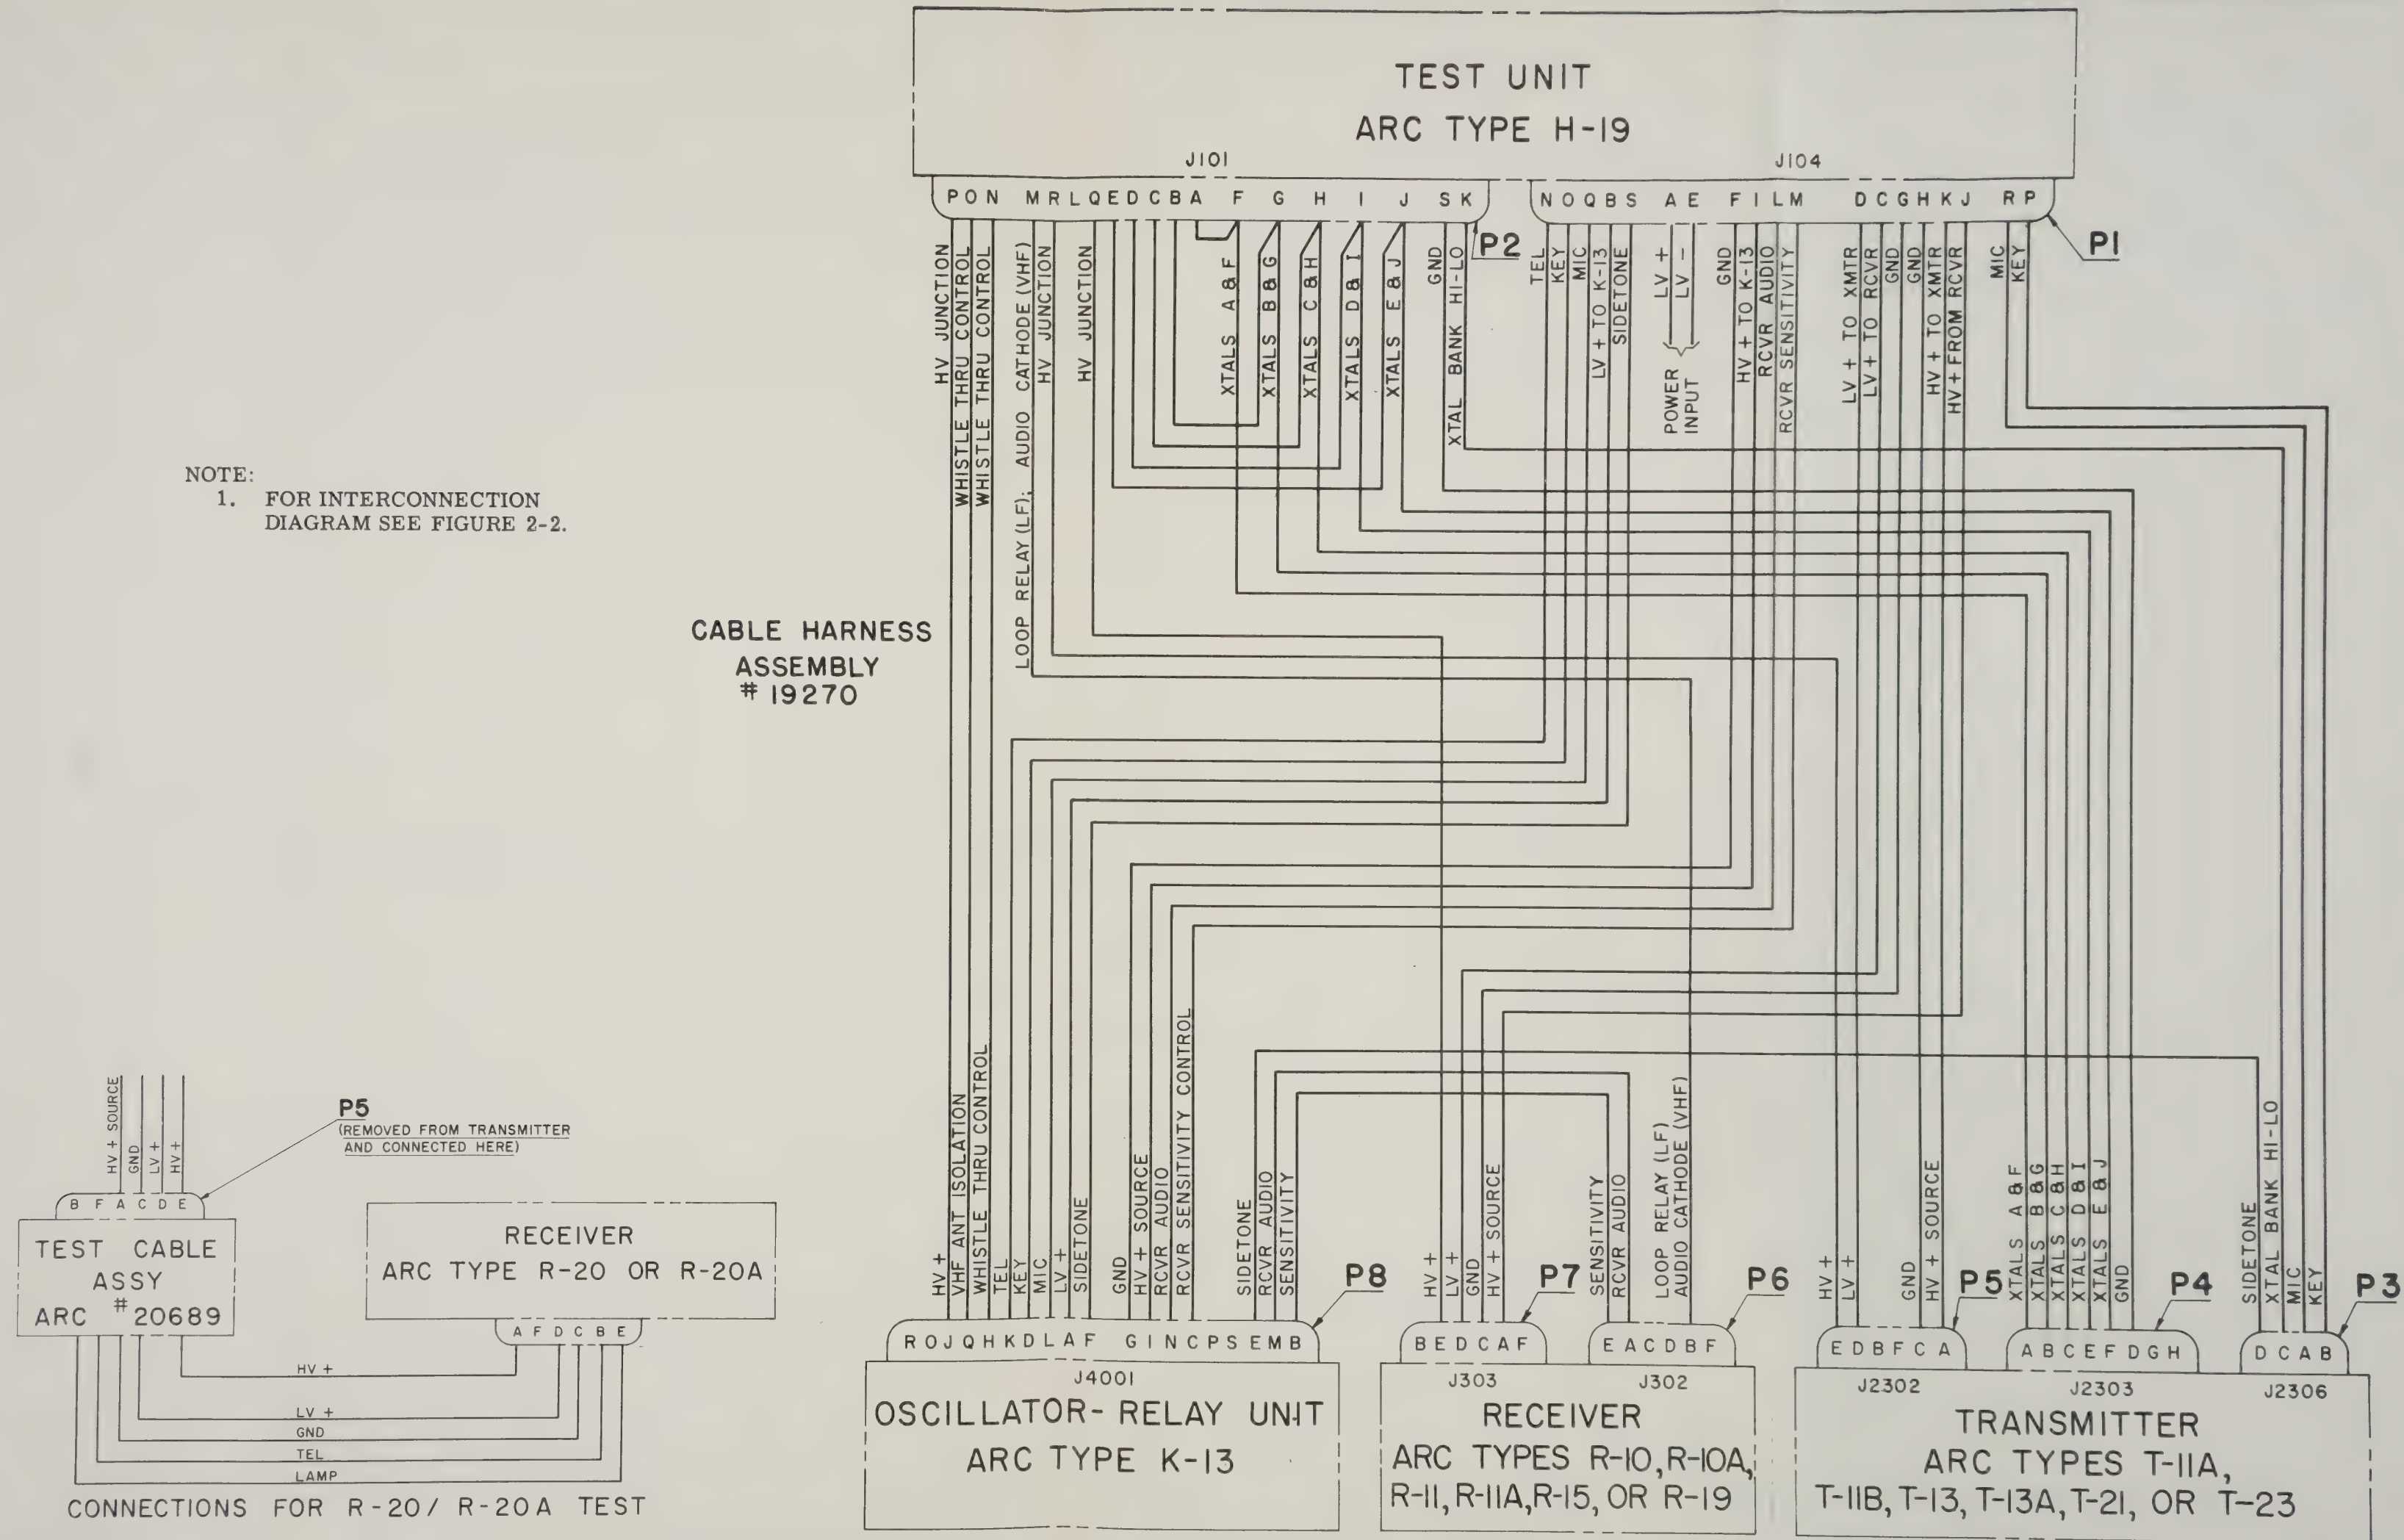 TEST UNIT
ARC TYPE H-19
J101
J104
P O N M R L Q E D C B A F G H I J S K
N O Q B S A E F I L M D C G H K J R P
P2
P1
HV JUNCTION
WHISTLE THRU CONTROL
WHISTLE THRU CONTROL
LOOP RELAY (LF); AUDIO CATHODE (VHF)
HV JUNCTION
HV JUNCTION
XTALS A & F
XTALS B & G
XTALS C & H
XTALS D & I
XTALS E & J
GND
XTAL BANK HI-LO
TEL
KEY
MIC
LV + TO K-13
SIDETONE
LV +
LV -
POWER
INPUT
GND
HV + TO K-13
RCVR AUDIO
RCVR SENSITIVITY
LV + TO XMTR
LV + TO RCVR
GND
GND
HV + TO XMTR
HV + FROM RCVR
MIC
KEY
NOTE:
1. FOR INTERCONNECTION
DIAGRAM SEE FIGURE 2-2.
CABLE HARNESS
ASSEMBLY
# 19270
HV + SOURCE
GND
LV +
HV +
P5
(REMOVED FROM TRANSMITTER
AND CONNECTED HERE)
B F A C D E
TEST CABLE
ASSY
ARC #20689
RECEIVER
ARC TYPE R-20 OR R-20A
A F D C B E
HV +
LV +
GND
TEL
LAMP
CONNECTIONS FOR R-20/ R-20A TEST
HV +
VHF ANT ISOLATION
WHISTLE THRU CONTROL
TEL
KEY
MIC
LV +
SIDETONE
GND
HV + SOURCE
RCVR AUDIO
RCVR SENSITIVITY CONTROL
SIDETONE
RCVR AUDIO
SENSITIVITY
P8
HV +
LV +
GND
HV + SOURCE
P7
SENSITIVITY
RCVR AUDIO
LOOP RELAY (LF)
AUDIO CATHODE (VHF)
P6
HV +
LV +
GND
HV + SOURCE
P5
XTALS A & F
XTALS B & G
XTALS C & H
XTALS D & I
XTALS E & J
GND
P4
SIDETONE
XTAL BANK HI-LO
MIC
KEY
P3
R O J Q H K D L A F G I N C P S E M B
B E D C A F
E A C D B F
E D B F C A
A B C E F D G H
D C A B
J4001
J303
J302
J2302
J2303
J2306
OSCILLATOR- RELAY UNIT
ARC TYPE K-13
RECEIVER
ARC TYPES R-10, R-10A,
R-11, R-11A, R-15, OR R-19
TRANSMITTER
ARC TYPES T-11A,
T-11B, T-13, T-13A, T-21, OR T-23